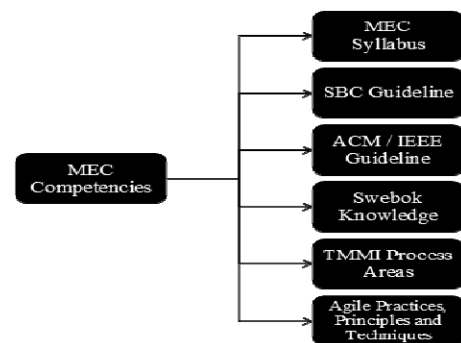 MEC
Syllabus
SBC Guideline
ACM / IEEE
Guideline
MEC
Competencies
Swebok
Knowledge
TMMI Process
Areas
Agile Practices,
Principles and
Techniques